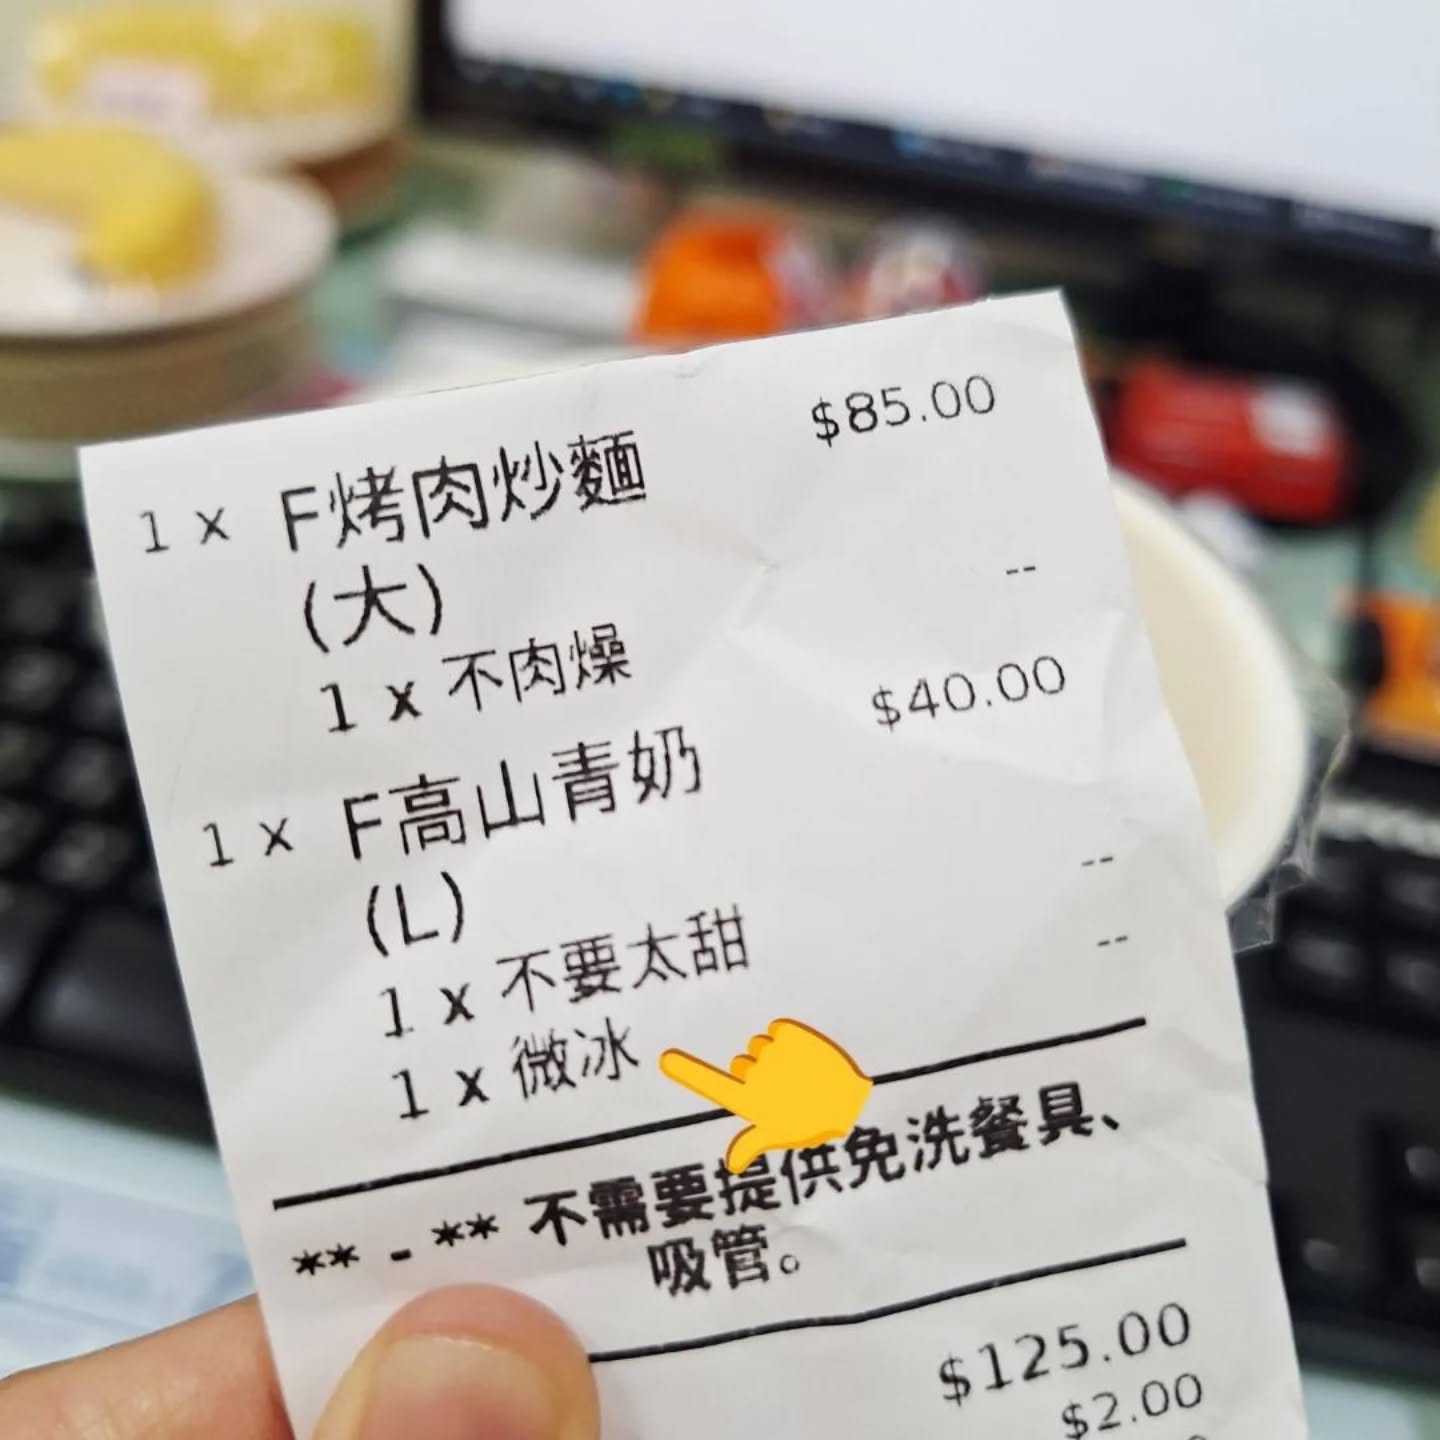 1 x F烤肉炒麵 $85.00
(大)
1 x 不肉燥 --
1 x F高山青奶 $40.00
(L)
1 x 不要太甜 --
1 x 微冰 --
** - ** 不需要提供免洗餐具、
吸管。
$125.00
$2.00